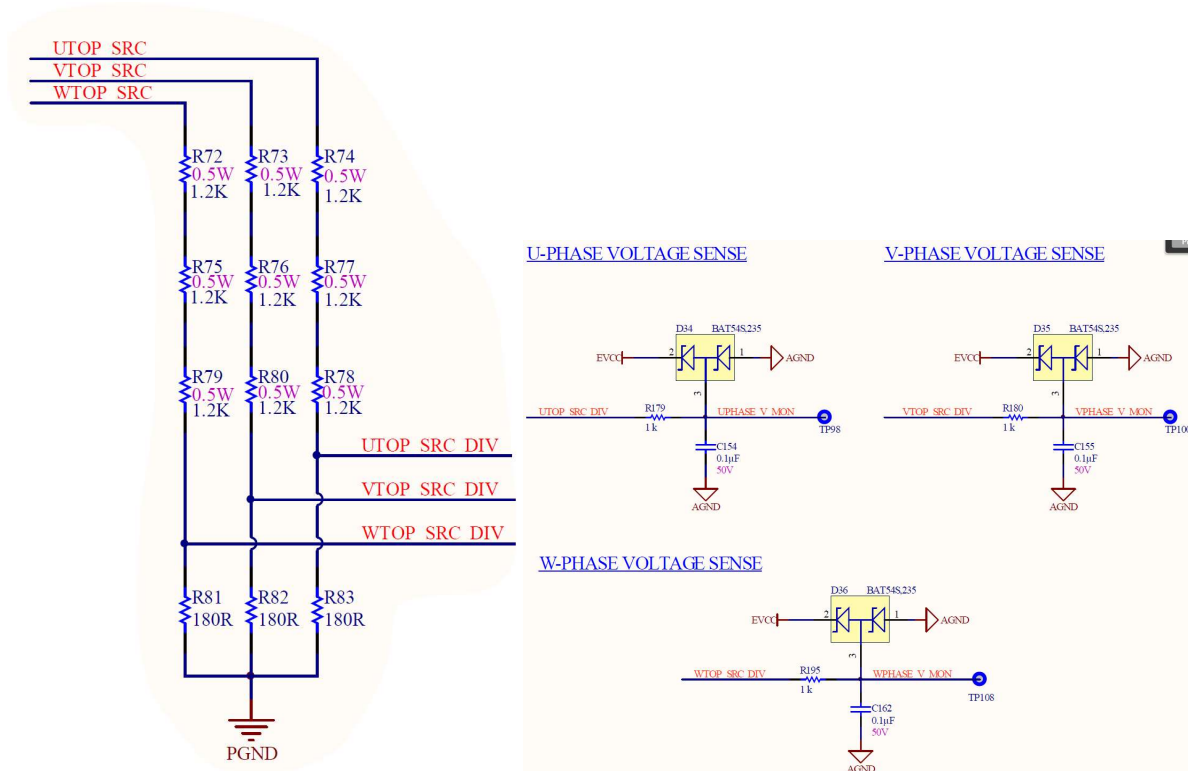 UTOP_SRC
VTOP_SRC
WTOP_SRC
R72
0.5W
1.2K
R73
0.5W
1.2K
R74
0.5W
1.2K
R75
0.5W
1.2K
R76
0.5W
1.2K
R77
0.5W
1.2K
R79
0.5W
1.2K
R80
0.5W
1.2K
R78
0.5W
1.2K
UTOP_SRC_DIV
VTOP_SRC_DIV
WTOP_SRC_DIV
R81
180R
R82
180R
R83
180R
PGND
U-PHASE VOLTAGE SENSE
D34 BAT54S,235
EVCC
2
1
AGND
3
UTOP_SRC_DIV
R179
1 k
UPHASE_V_MON
TP98
C154
0.1µF
50V
AGND
V-PHASE VOLTAGE SENSE
D35 BAT54S,235
EVCC
2
1
AGND
3
VTOP_SRC_DIV
R180
1 k
VPHASE_V_MON
C155
0.1µF
50V
AGND
W-PHASE VOLTAGE SENSE
D36 BAT54S,235
EVCC
2
1
AGND
3
WTOP_SRC_DIV
R195
1 k
WPHASE_V_MON
TP108
C162
0.1µF
50V
AGND